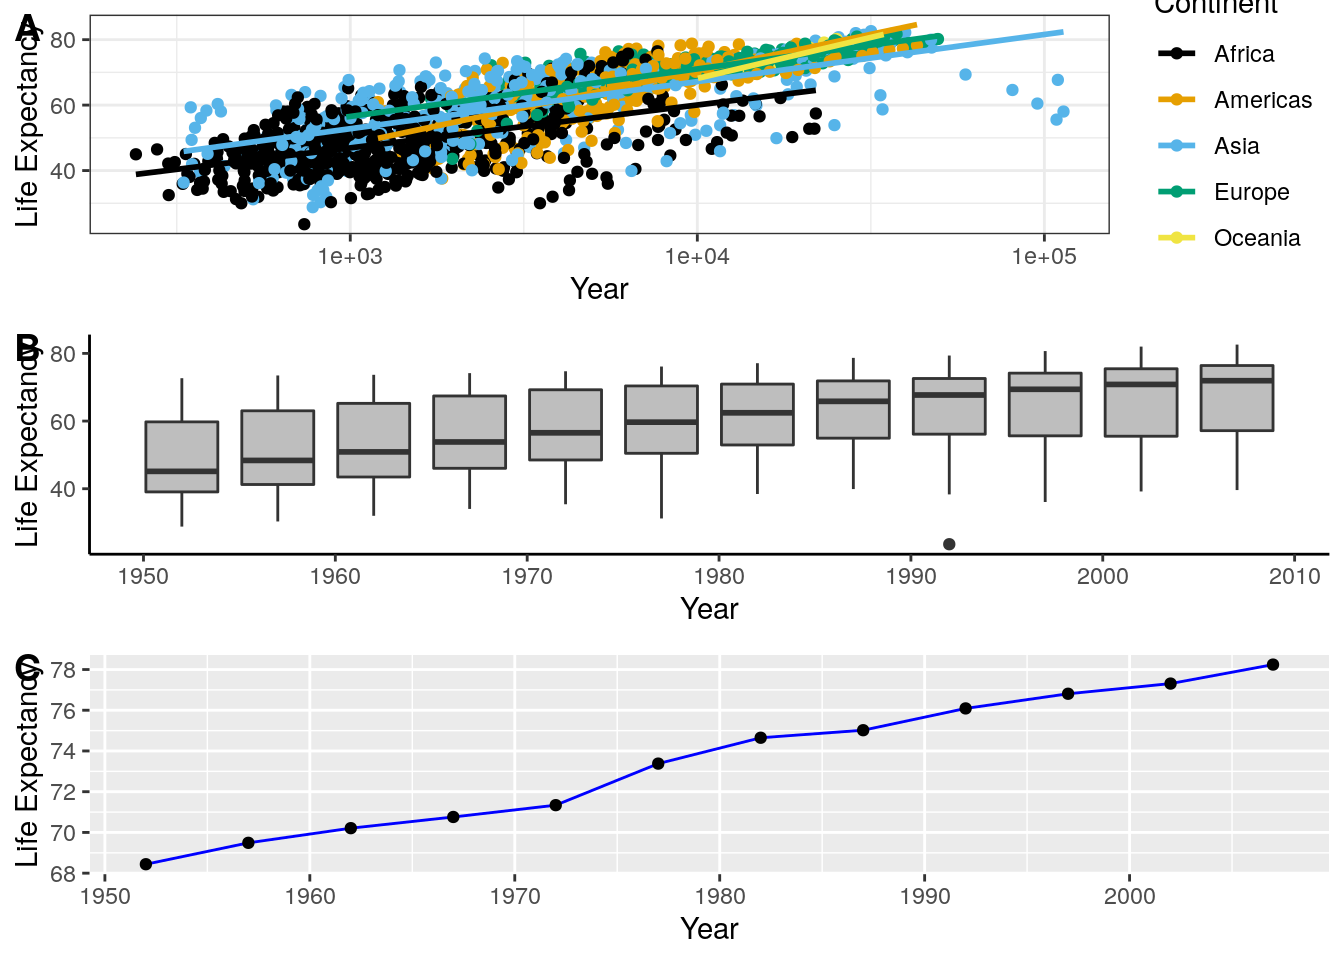 A
Life Expectancy
80
60
40
1e+03
1e+04
1e+05
Year
Continent
Africa
Americas
Asia
Europe
Oceania
B
Life Expectancy
80
60
40
1950
1960
1970
1980
1990
2000
2010
Year
C
Life Expectancy
78
76
74
72
70
68
1950
1960
1970
1980
1990
2000
Year